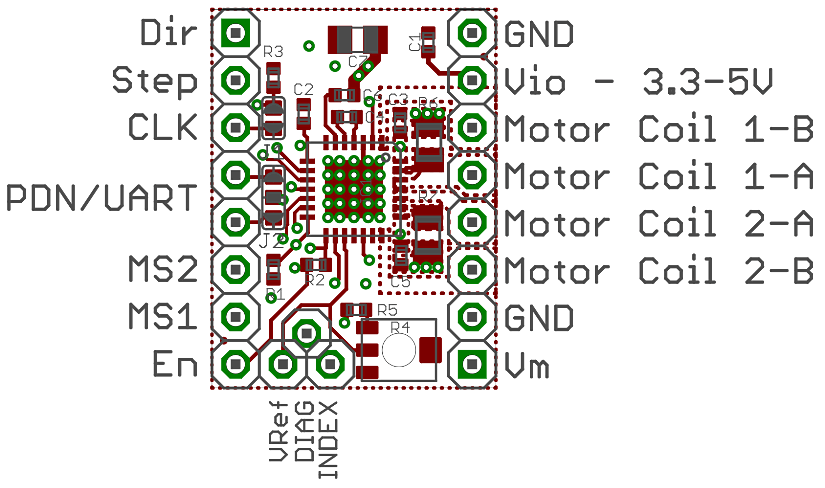 Dir
Step
CLK
PDN/UART
MS2
MS1
En
GND
Vio - 3.3-5V
Motor Coil 1-B
Motor Coil 1-A
Motor Coil 2-A
Motor Coil 2-B
GND
Vm
R3
C2
C7
C1
C6
C4
C3
R6
R7
J2
R1
R2
C5
R5
R4
VRef
DIAG
INDEX